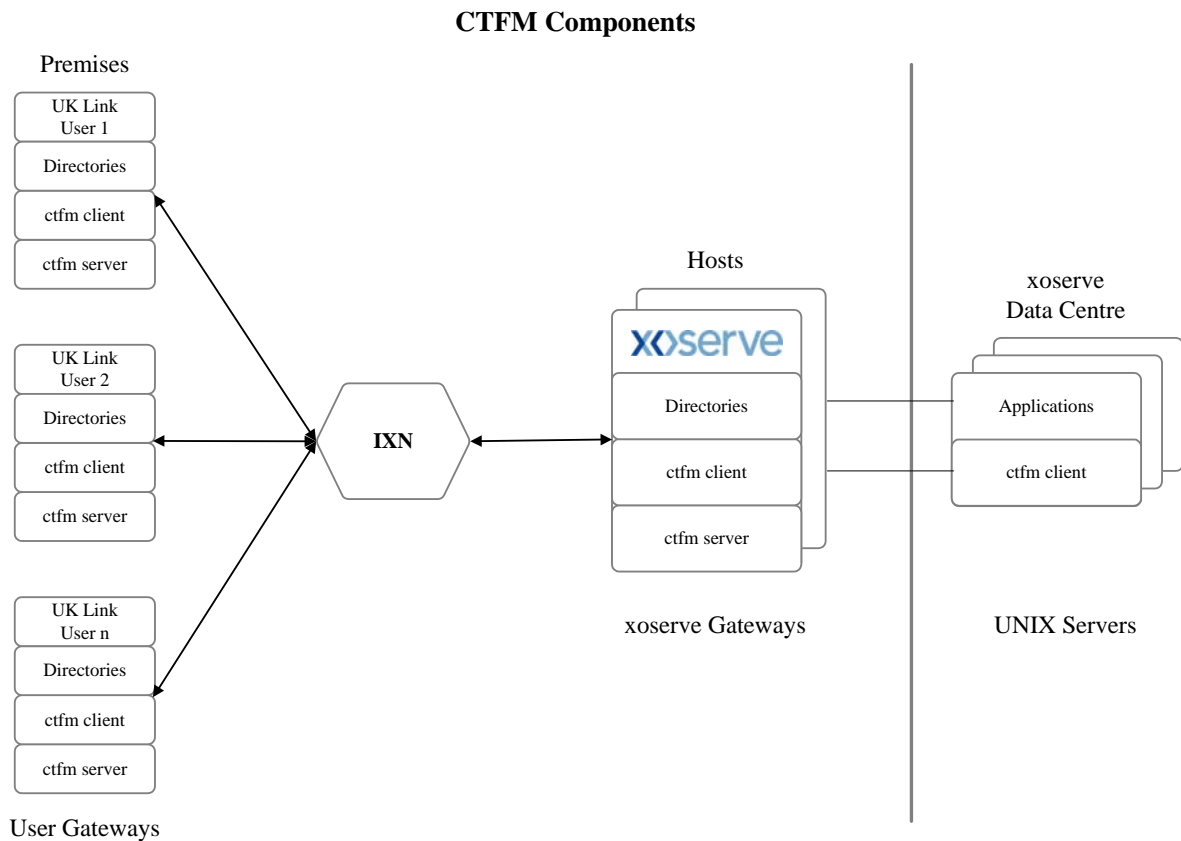 CTFM Components
Premises
UK Link
User 1
Directories
ctfm client
ctfm server
UK Link
User 2
Directories
ctfm client
ctfm server
UK Link
User n
Directories
ctfm client
ctfm server
User Gateways
IXN
Hosts
xoserve
Directories
ctfm client
ctfm server
xoserve Gateways
xoserve
Data Centre
Applications
ctfm client
UNIX Servers